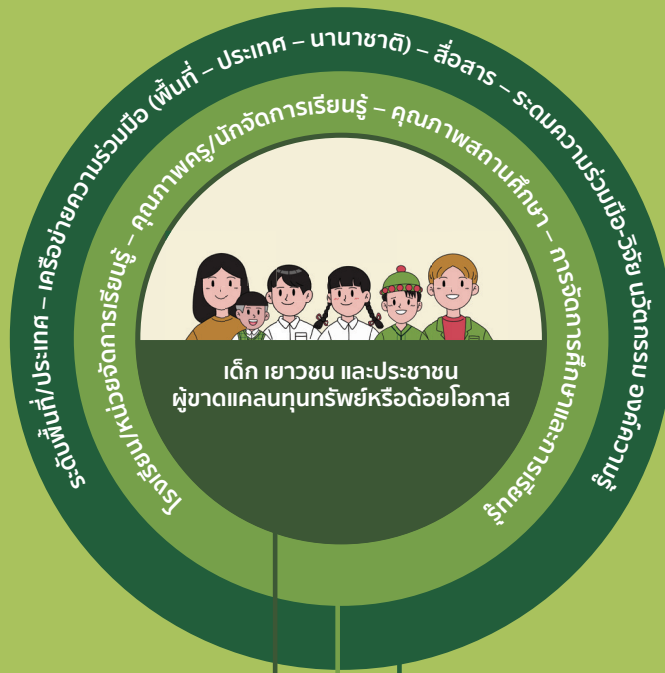 ระดับพื้นที่/ประเทศ – เครือข่ายความร่วมมือ (พื้นที่ – ประเทศ – นานาชาติ) – สื่อสาร – ระดมความร่วมมือ-วิจัย นวัตกรรม องค์ความรู้
โรงเรียน/หน่วยจัดการเรียนรู้ – คุณภาพครู/นักจัดการเรียนรู้ – คุณภาพสถานศึกษา – การจัดการศึกษาและการเรียนรู้
เด็ก เยาวชน และประชาชน
ผู้ขาดแคลนทุนทรัพย์หรือด้อยโอกาส